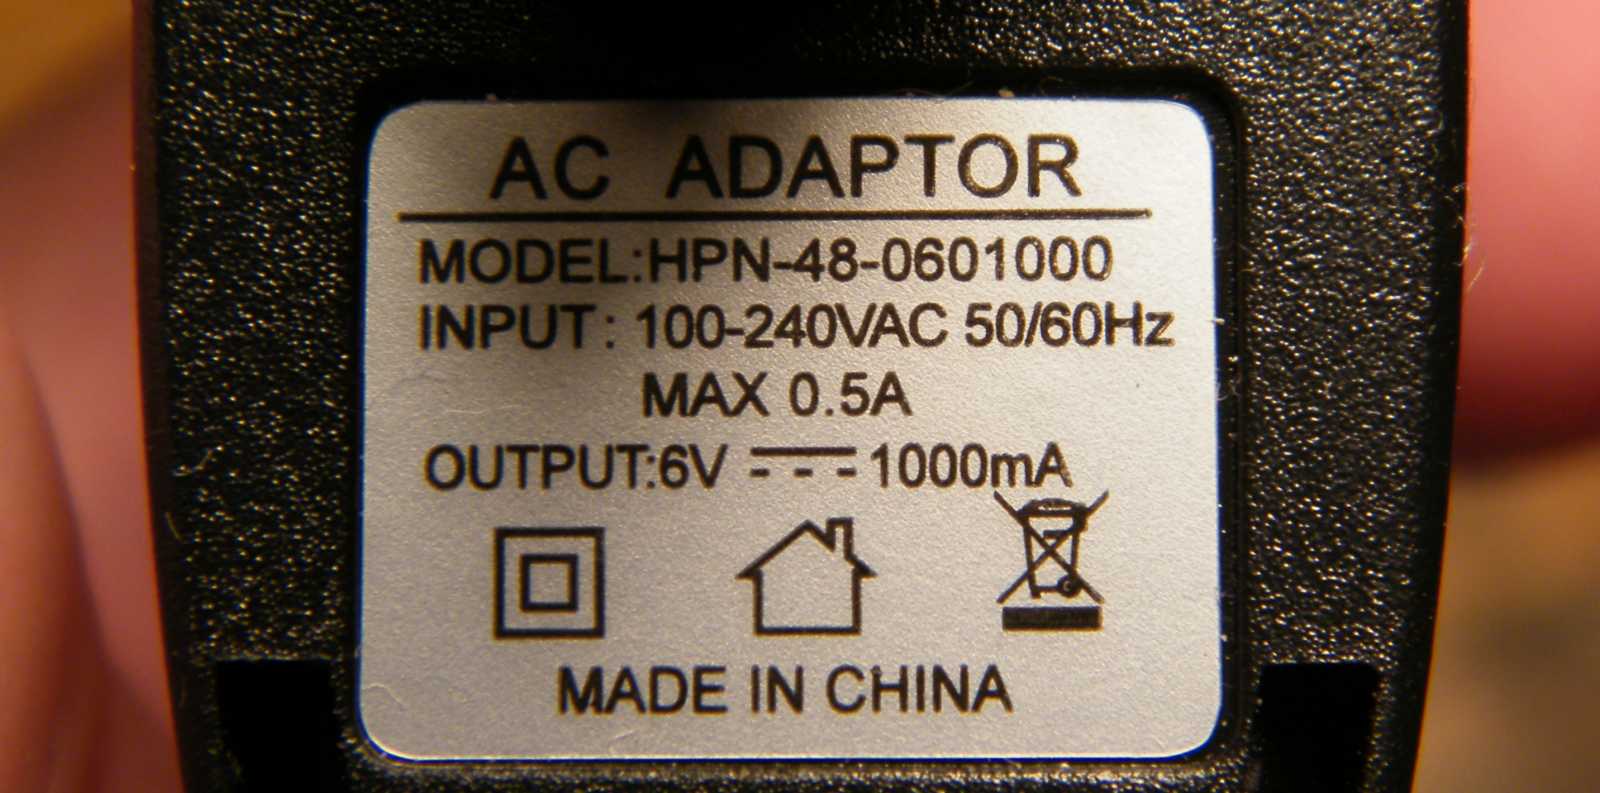 AC ADAPTOR
MODEL:HPN-48-0601000
INPUT: 100-240VAC 50/60Hz
MAX 0.5A
OUTPUT:6V ⎓ 1000mA
MADE IN CHINA